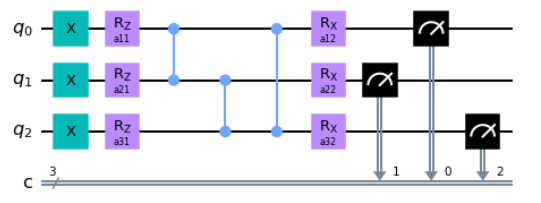 q0 X RZ a11 RX a12
q1 X RZ a21 RX a22
q2 X RZ a31 RX a32
c 3 1 0 2